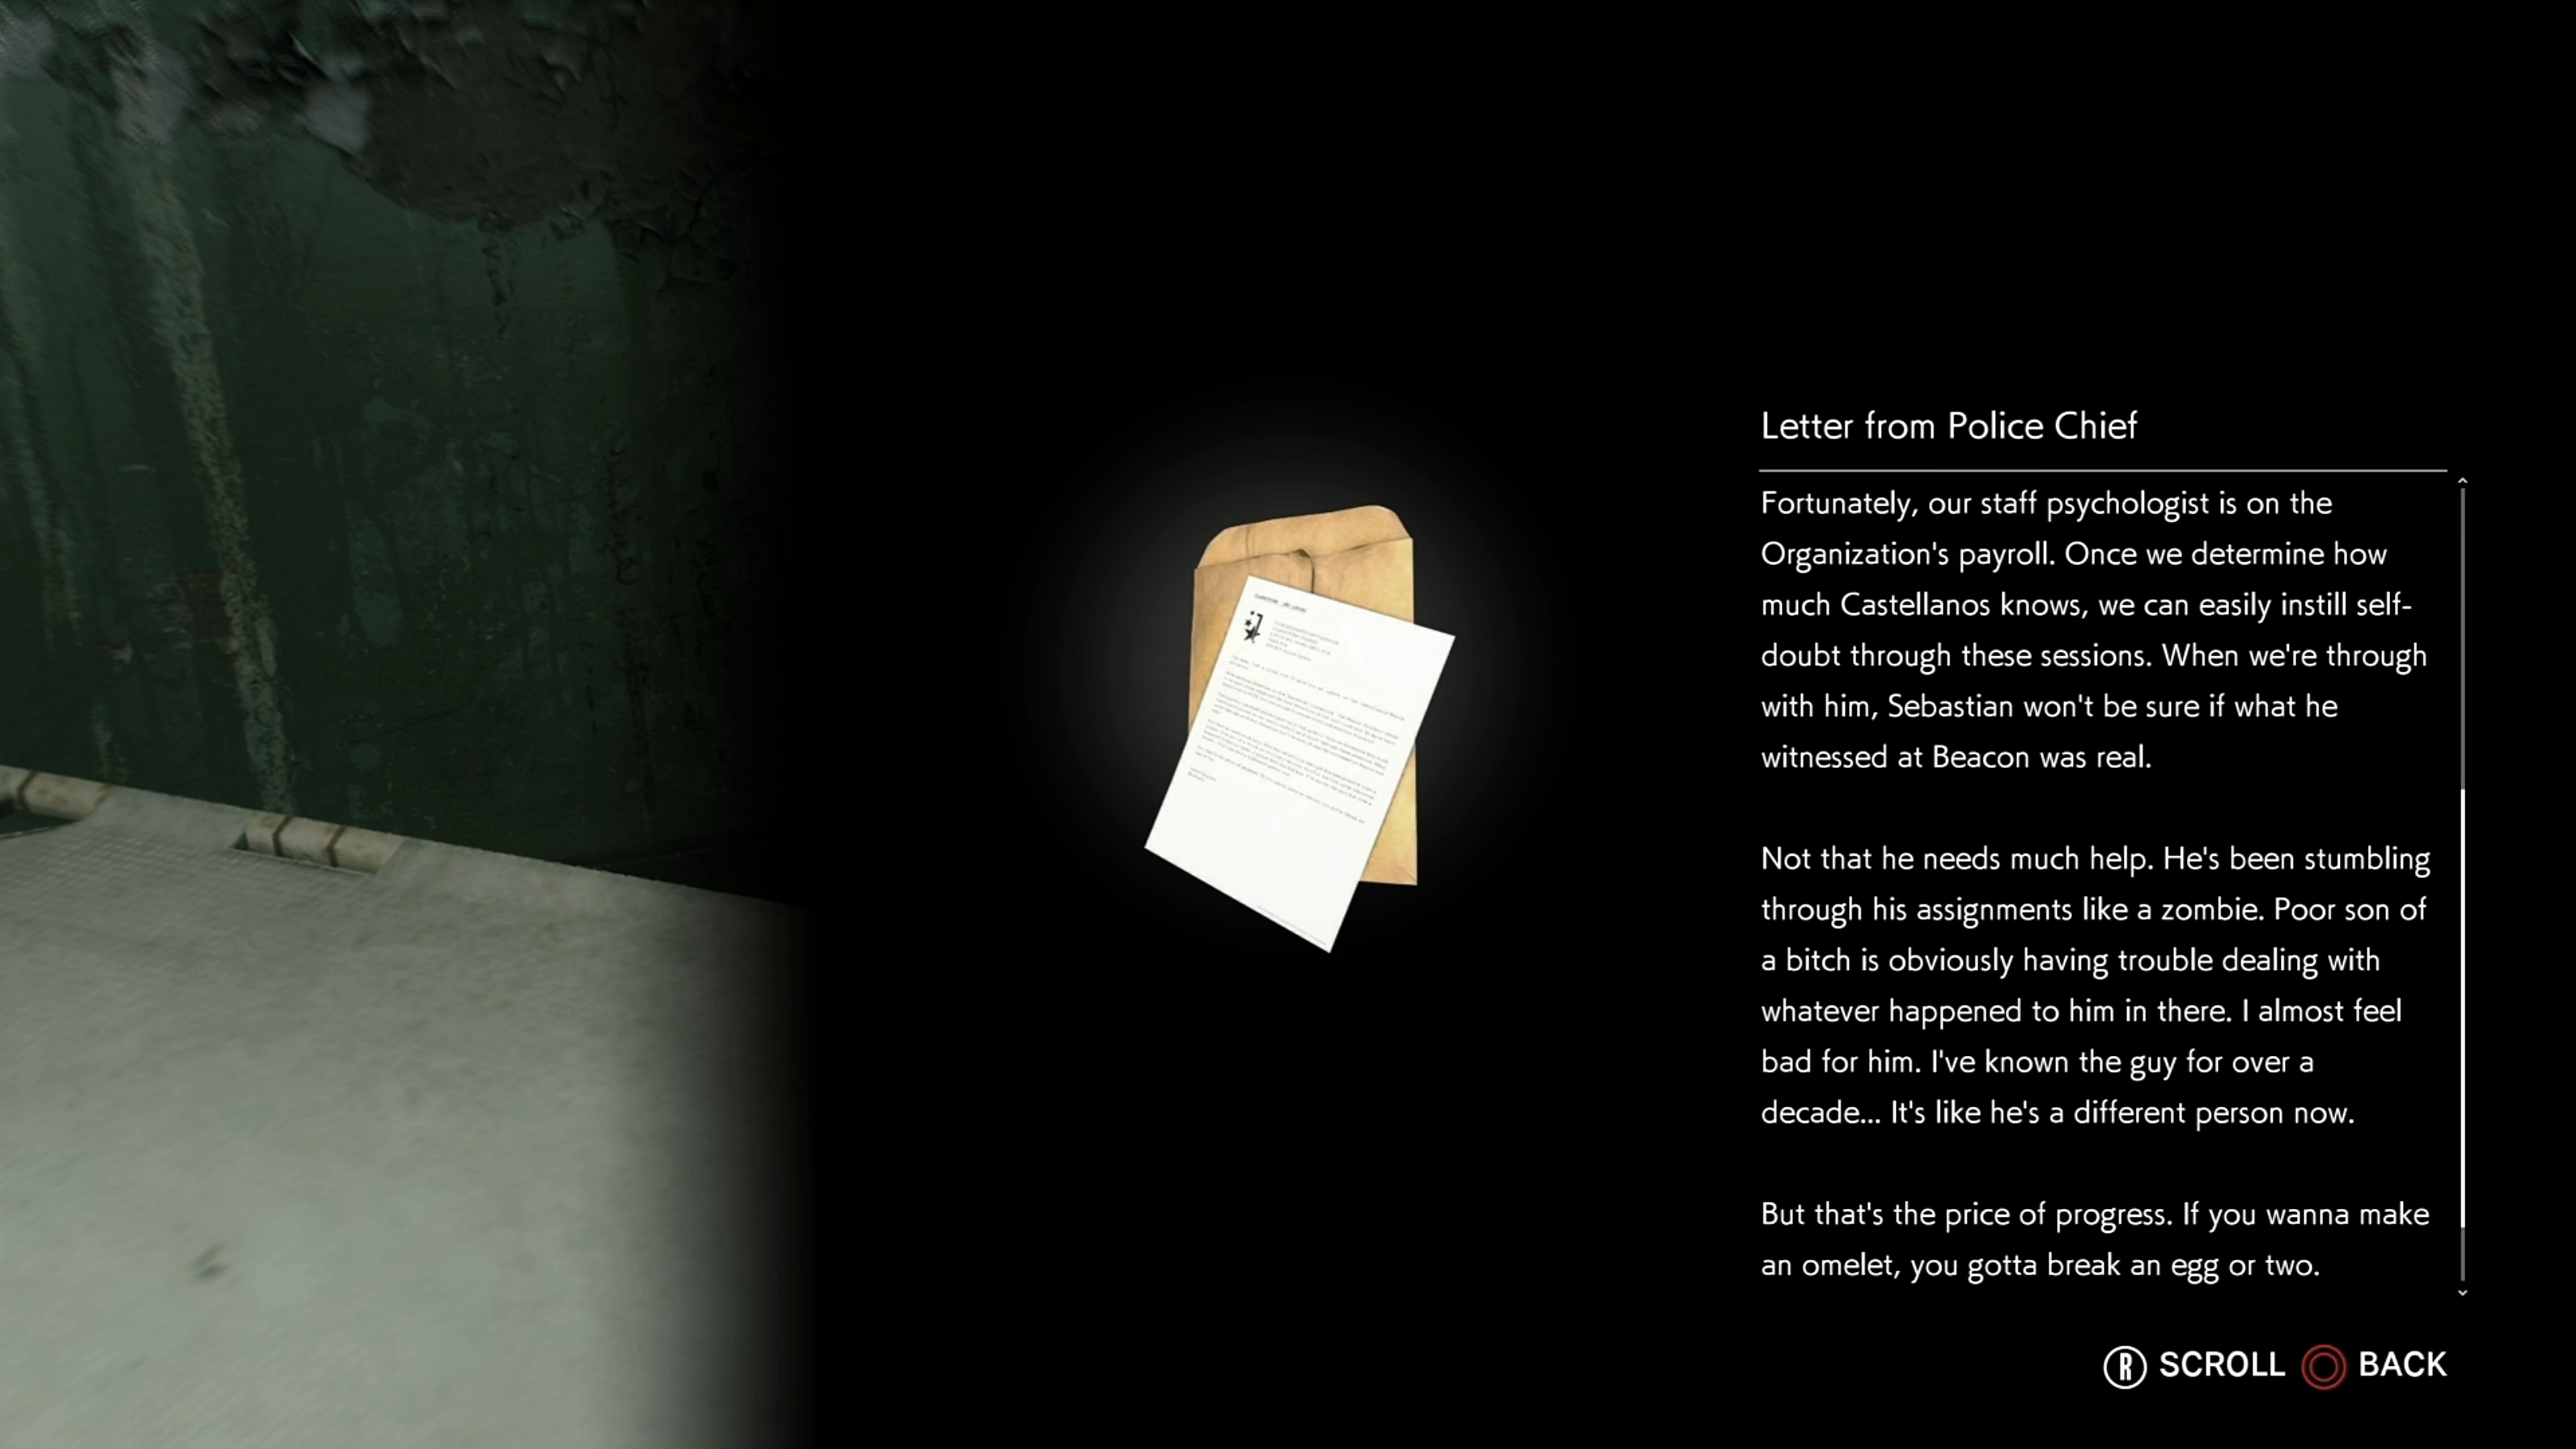 Letter from Police Chief
Fortunately, our staff psychologist is on the
Organization's payroll. Once we determine how
much Castellanos knows, we can easily instill self-
doubt through these sessions. When we're through
with him, Sebastian won't be sure if what he
witnessed at Beacon was real.
Not that he needs much help. He's been stumbling
through his assignments like a zombie. Poor son of
a bitch is obviously having trouble dealing with
whatever happened to him in there. I almost feel
bad for him. I've known the guy for over a
decade... It's like he's a different person now.
But that's the price of progress. If you wanna make
an omelet, you gotta break an egg or two.
R SCROLL BACK